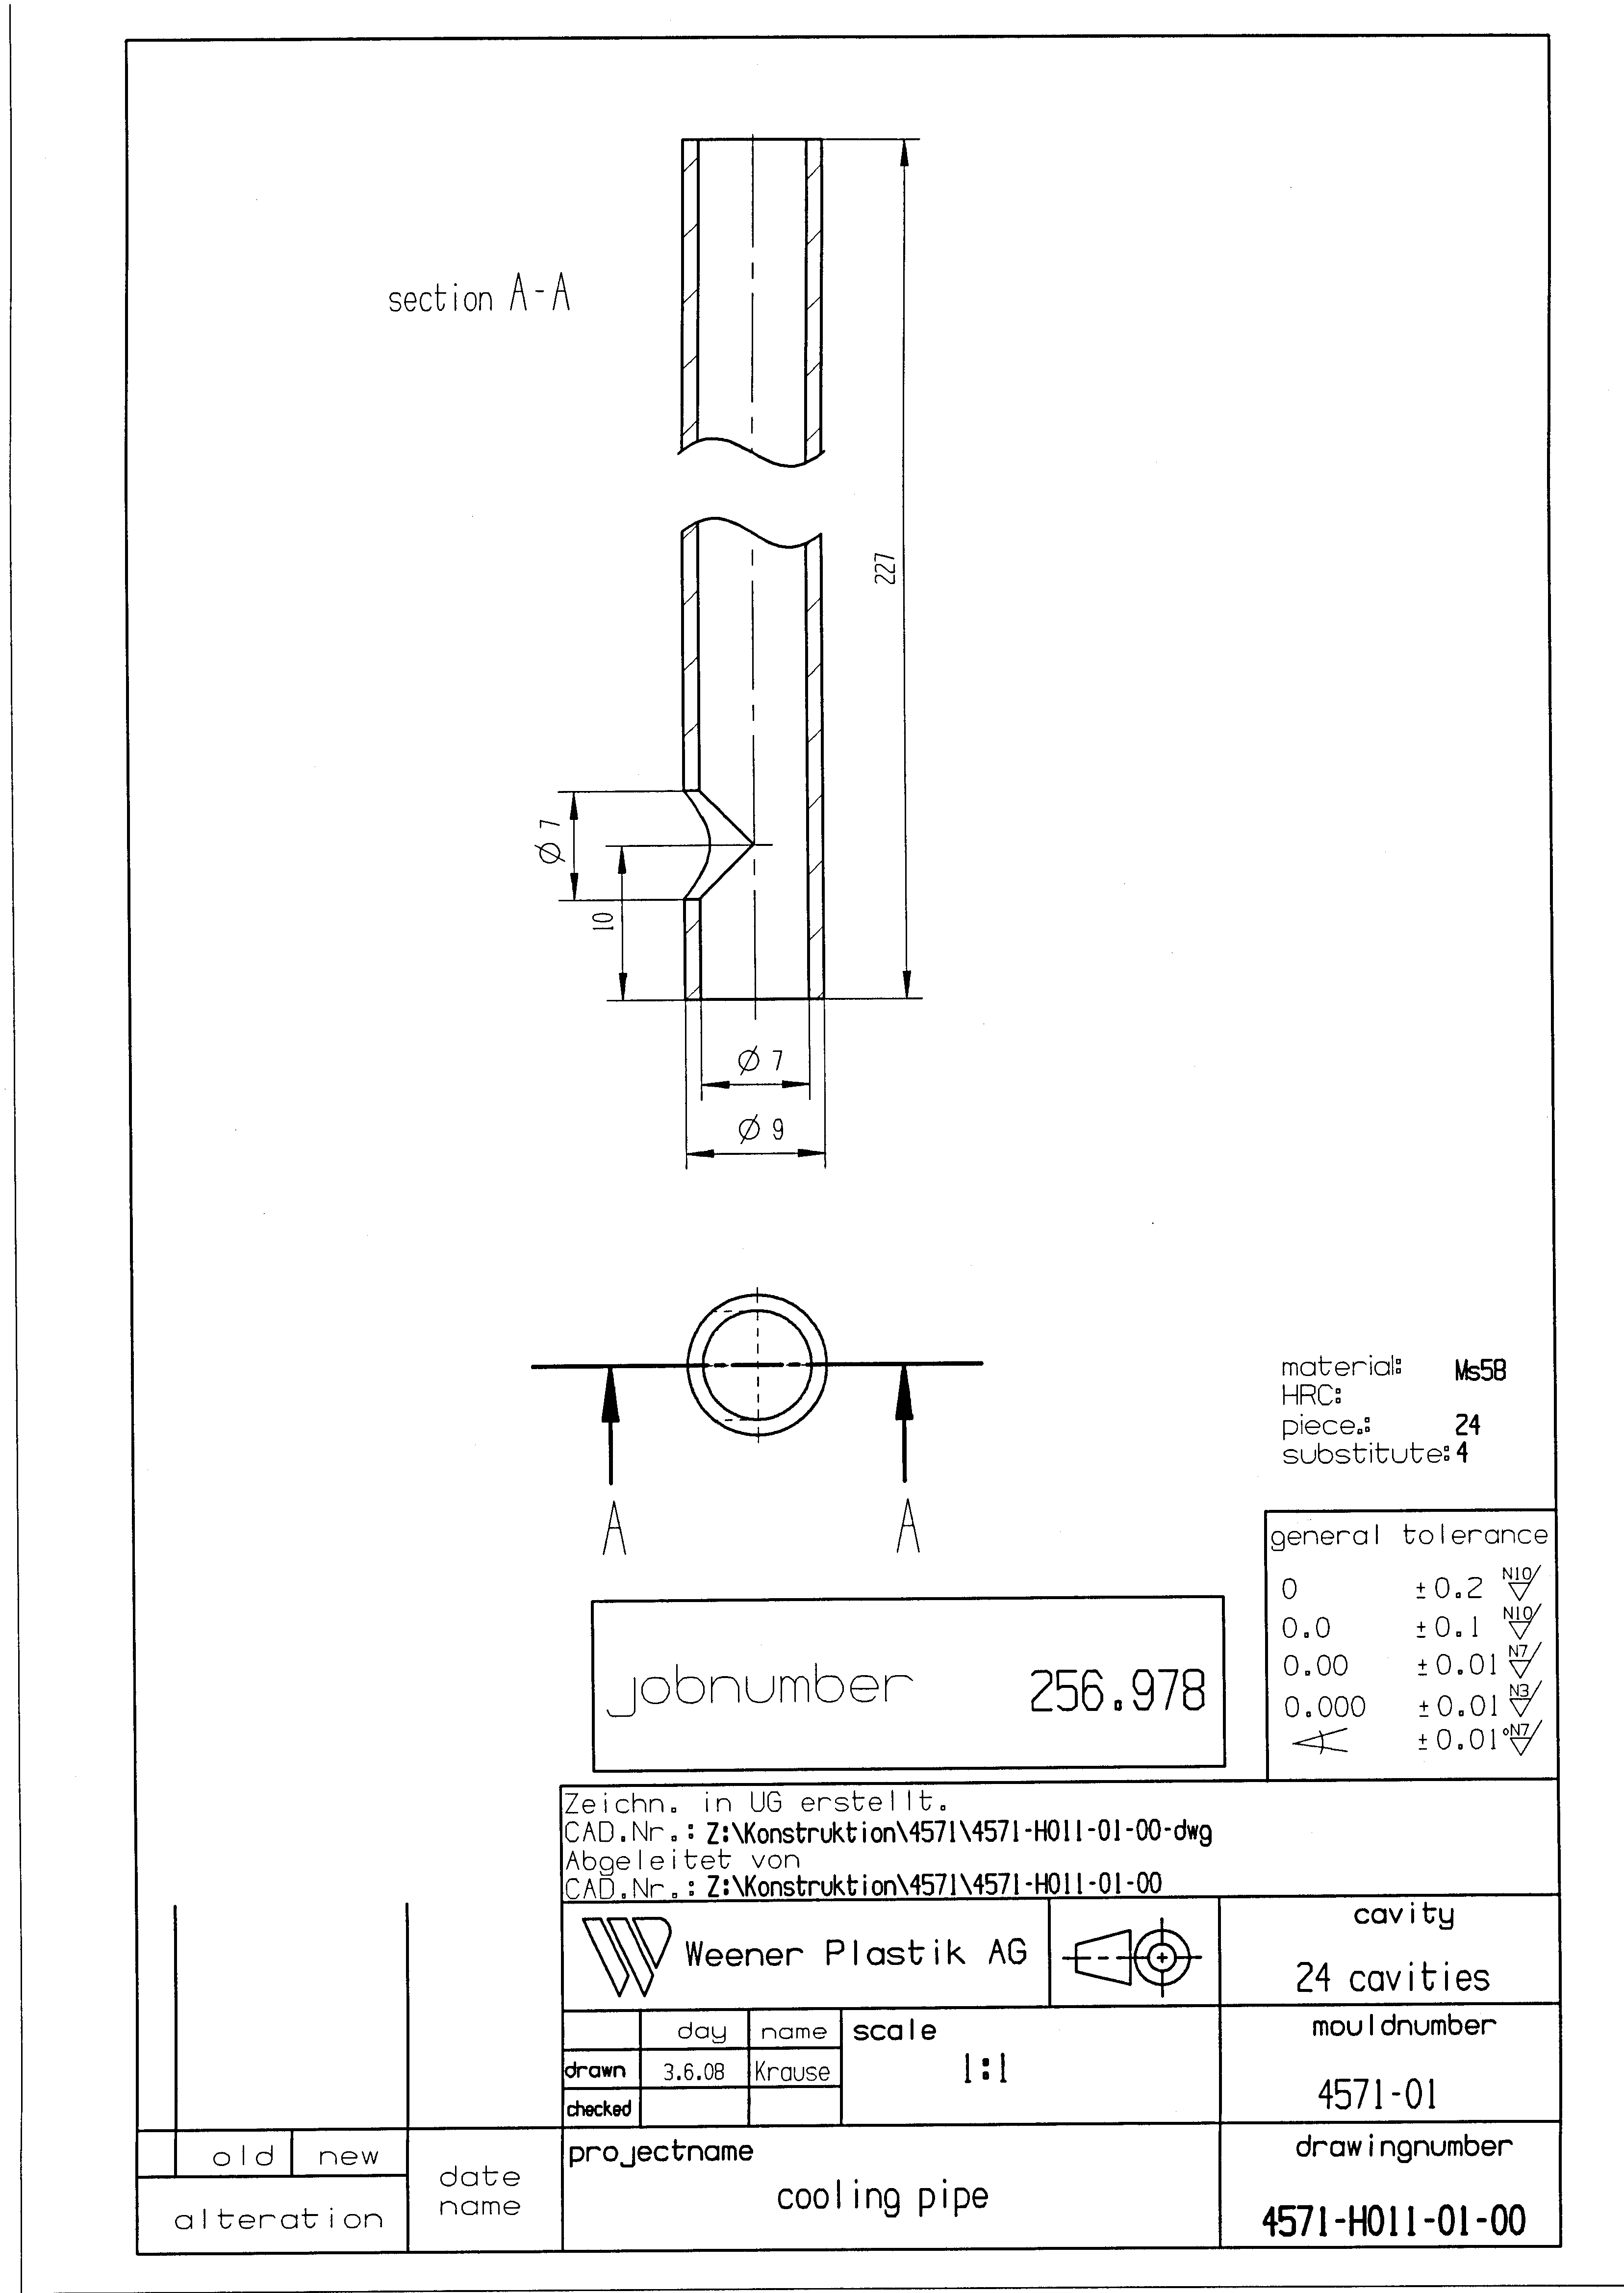 section A-A
227
Ø 7
10
Ø 7
Ø 9
A A
material: Ms58
HRC:
piece.: 24
substitute: 4
general tolerance
0 ±0.2 N10
0.0 ±0.1 N10
0.00 ±0.01 N7
0.000 ±0.01 N3
±0.01° N7
jobnumber 256.978
Zeichn. in UG erstellt.
CAD.Nr.: Z:\Konstruktion\4571\4571-H011-01-00-dwg
Abgeleitet von
CAD.Nr.: Z:\Konstruktion\4571\4571-H011-01-00
Weener Plastik AG
cavity
24 cavities
day name
drawn 3.6.08 Krause
checked
scale
1:1
mouldnumber
4571-01
old new
alteration
date
name
projectname
cooling pipe
drawingnumber
4571-H011-01-00